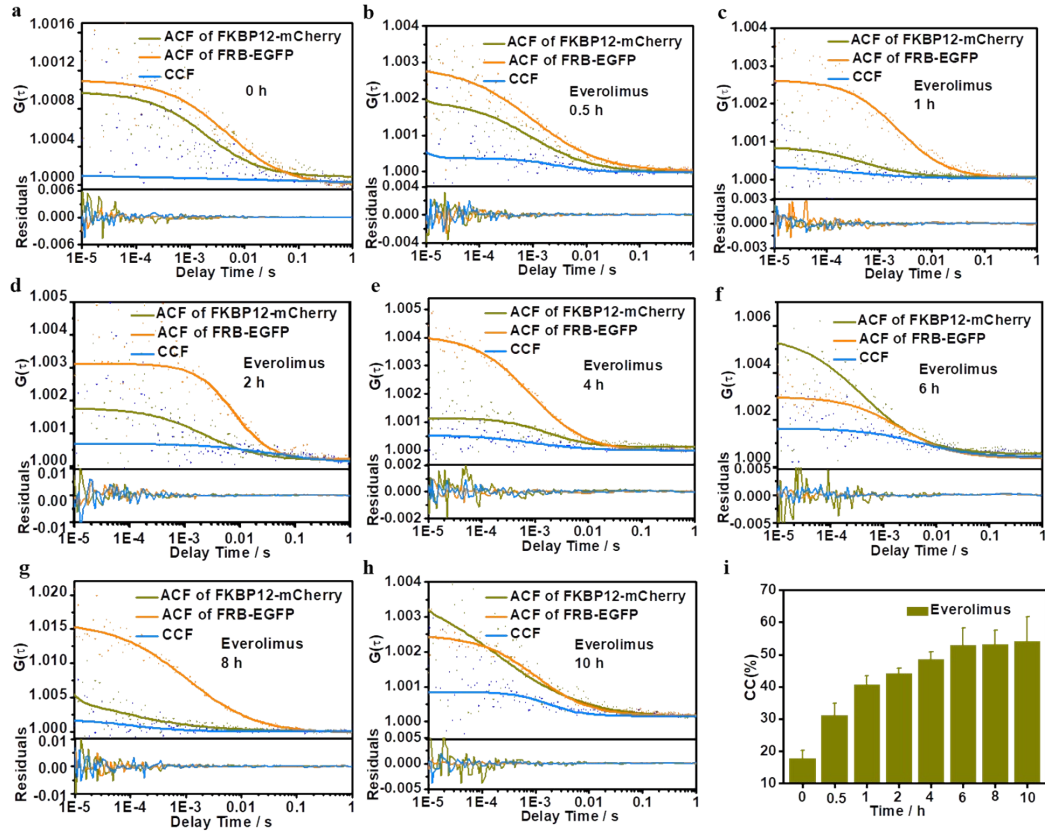 a
1.0016
1.0012
1.0008
1.0004
1.0000
G(τ)
ACF of FKBP12-mCherry
ACF of FRB-EGFP
CCF
0 h
0.006
0.000
-0.006
Residuals
1E-5 1E-4 1E-3 0.01 0.1 1
Delay Time / s
b
1.004
1.003
1.002
1.001
1.000
G(τ)
ACF of FKBP12-mCherry
ACF of FRB-EGFP
CCF
Everolimus
0.5 h
0.004
0.000
-0.004
Residuals
1E-5 1E-4 1E-3 0.01 0.1 1
Delay Time / s
c
1.004
1.003
1.002
1.001
1.000
G(τ)
ACF of FKBP12-mCherry
ACF of FRB-EGFP
CCF
Everolimus
1 h
0.003
0.000
-0.003
Residuals
1E-5 1E-4 1E-3 0.01 0.1 1
Delay Time / s
d
1.005
1.004
1.003
1.002
1.001
1.000
G(τ)
ACF of FKBP12-mCherry
ACF of FRB-EGFP
CCF
Everolimus
2 h
0.01
0.00
-0.01
Residuals
1E-5 1E-4 1E-3 0.01 0.1 1
Delay Time / s
e
1.005
1.004
1.003
1.002
1.001
1.000
G(τ)
ACF of FKBP12-mCherry
ACF of FRB-EGFP
CCF
Everolimus
4 h
0.002
0.000
-0.002
Residuals
1E-5 1E-4 1E-3 0.01 0.1 1
Delay Time / s
f
1.006
1.004
1.002
1.000
G(τ)
ACF of FKBP12-mCherry
ACF of FRB-EGFP
CCF
Everolimus
6 h
0.005
0.000
-0.005
Residuals
1E-5 1E-4 1E-3 0.01 0.1 1
Delay Time / s
g
1.020
1.015
1.010
1.005
1.000
G(τ)
ACF of FKBP12-mCherry
ACF of FRB-EGFP
CCF
Everolimus
8 h
0.01
0.00
-0.01
Residuals
1E-5 1E-4 1E-3 0.01 0.1 1
Delay Time / s
h
1.004
1.003
1.002
1.001
1.000
G(τ)
ACF of FKBP12-mCherry
ACF of FRB-EGFP
CCF
Everolimus
10 h
0.005
0.000
-0.005
Residuals
1E-5 1E-4 1E-3 0.01 0.1 1
Delay Time / s
i
70
60
50
40
30
20
10
CC(%)
Everolimus
0 0.5 1 2 4 6 8 10
Time / h